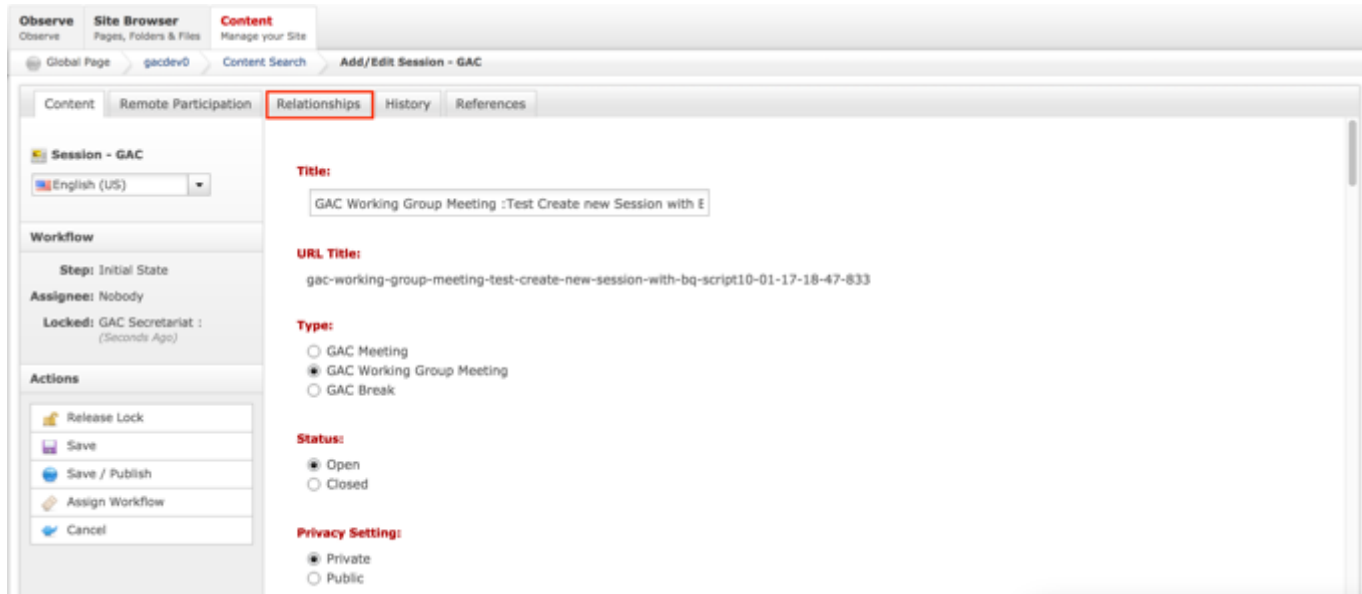 Observe Site Browser Content
Observe Pages, Folders & Files Manage your Site
Global Page gacdev0 Content Search Add/Edit Session - GAC
Content Remote Participation Relationships History References
Session - GAC
English (US)
Workflow
Step: Initial State
Assignee: Nobody
Locked: GAC Secretariat :
(Seconds Ago)
Actions
Release Lock
Save
Save / Publish
Assign Workflow
Cancel
Title:
GAC Working Group Meeting :Test Create new Session with E
URL Title:
gac-working-group-meeting-test-create-new-session-with-bq-script10-01-17-18-47-833
Type:
GAC Meeting
GAC Working Group Meeting
GAC Break
Status:
Open
Closed
Privacy Setting:
Private
Public